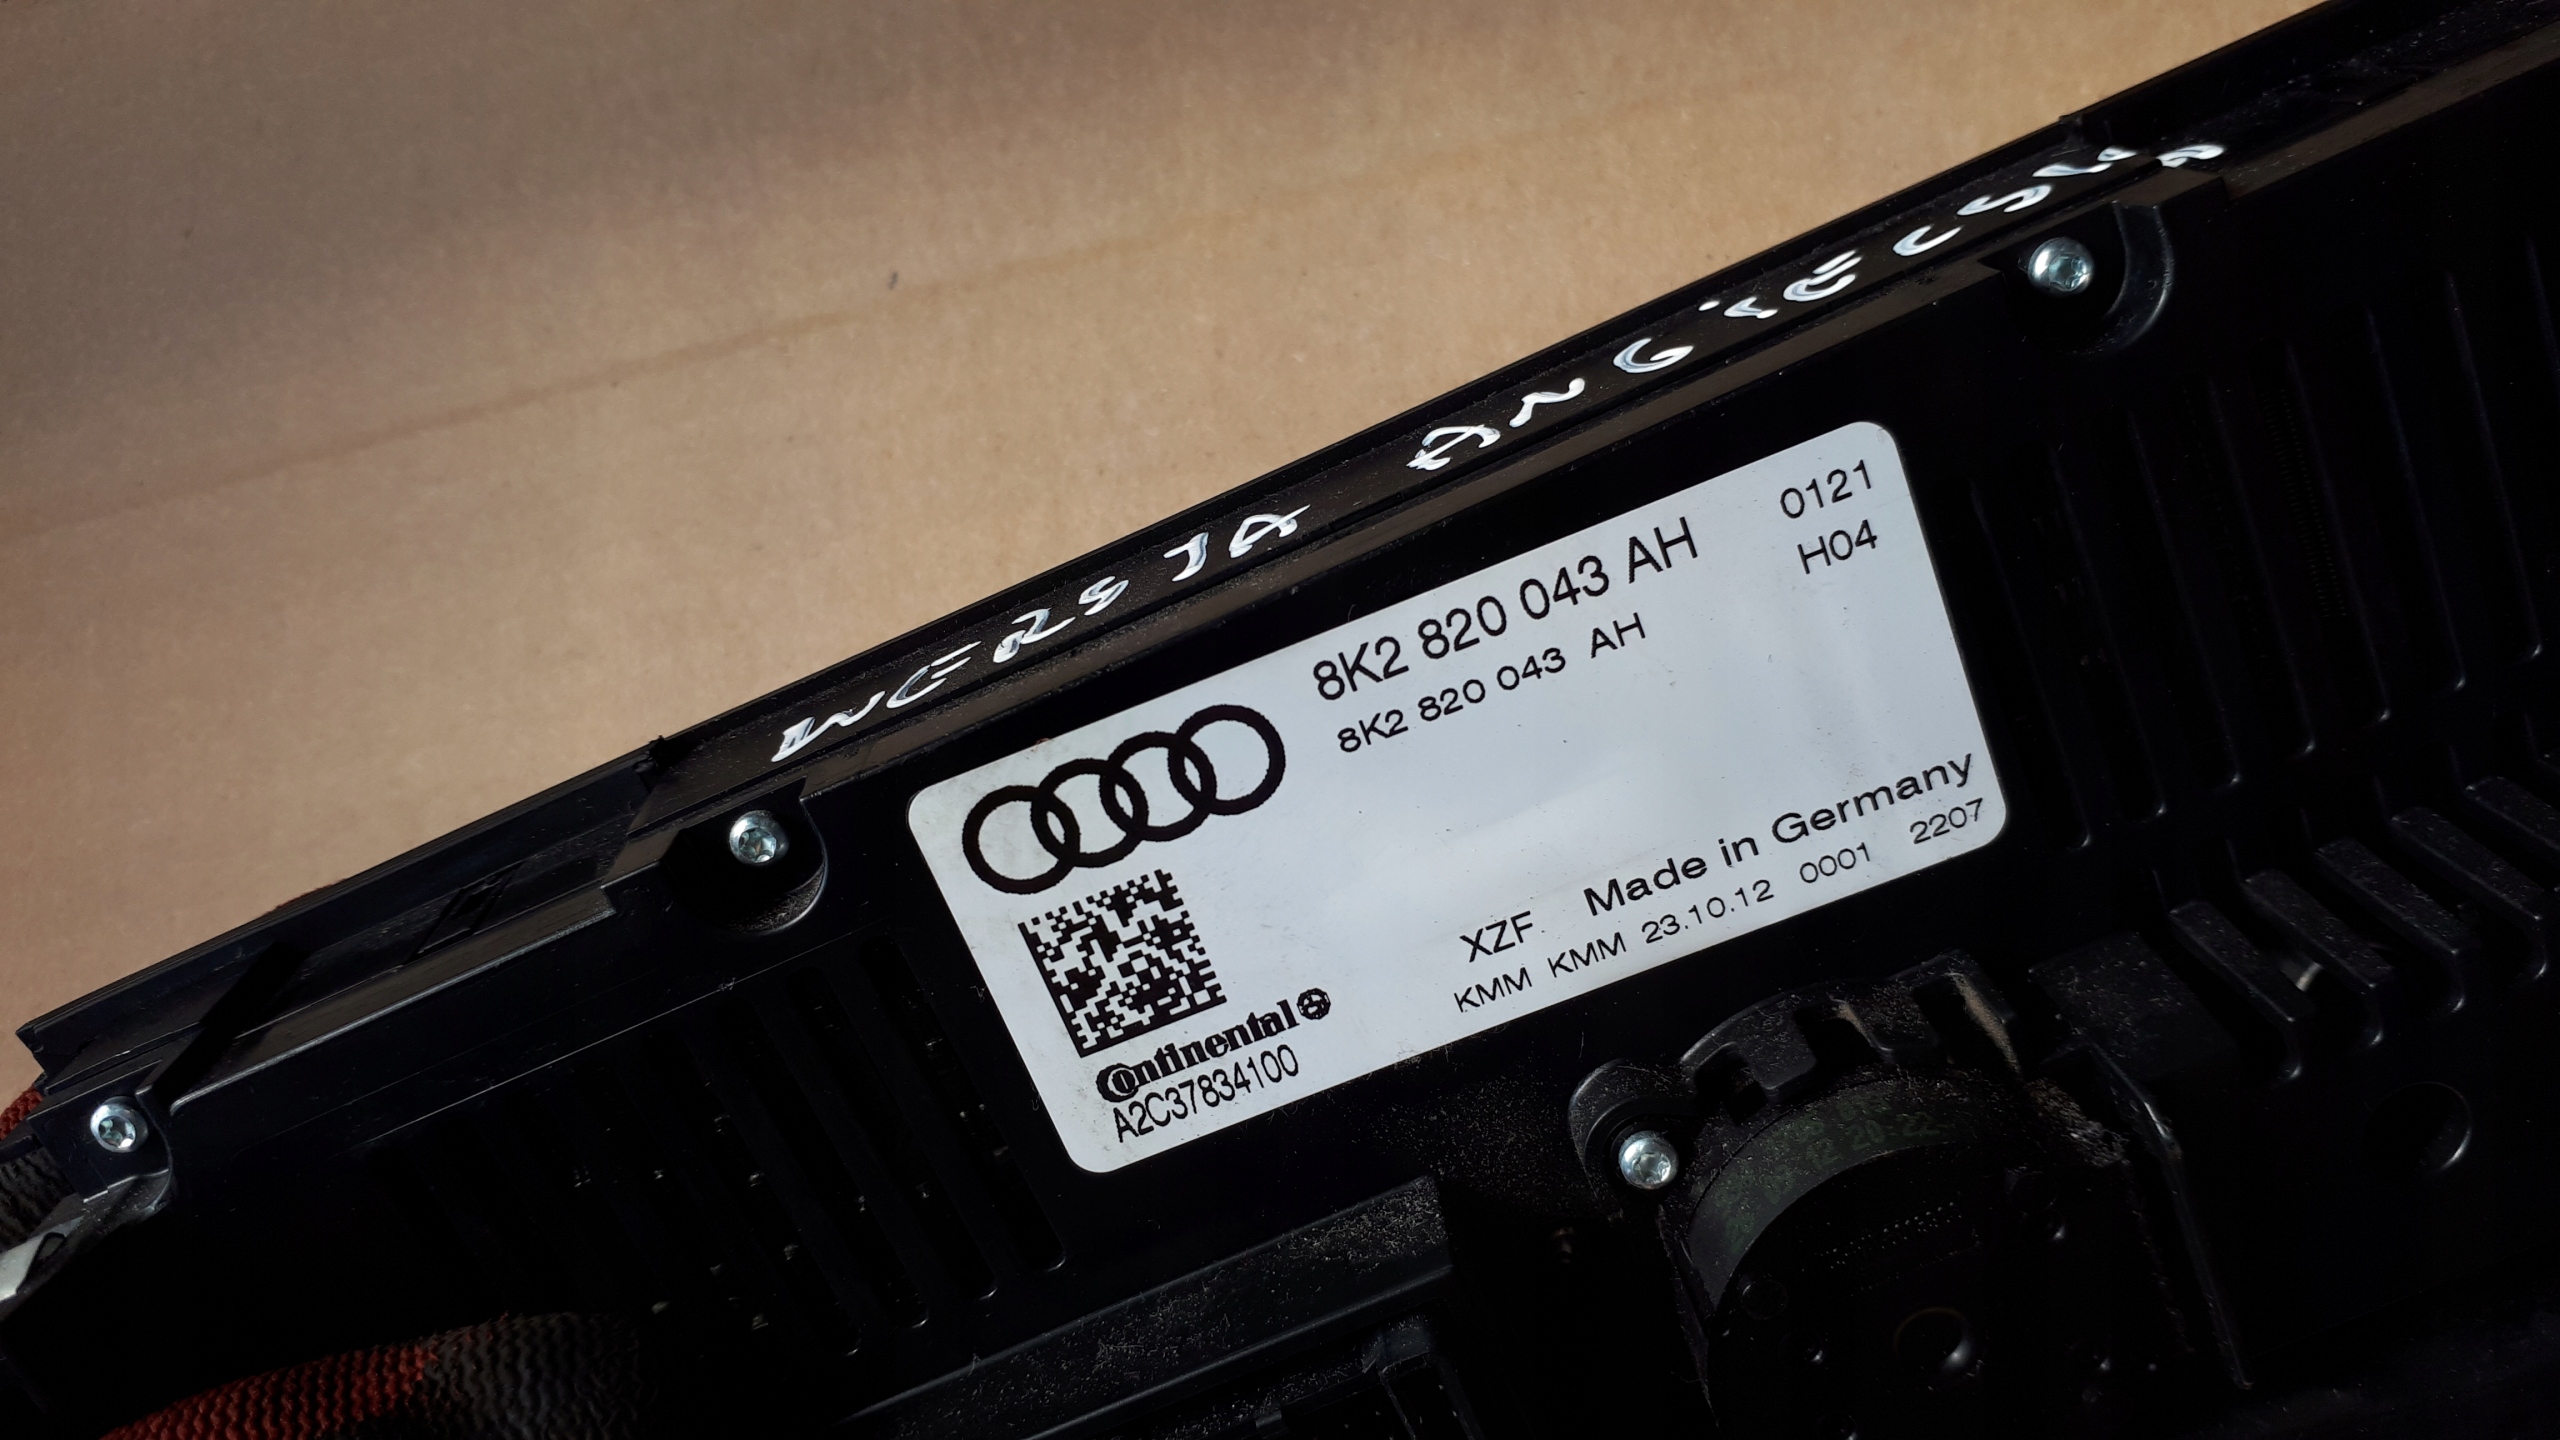 WERSJA ANGIELSKA
8K2 820 043 AH
0121
8K2 820 043 AH
H04
Continental
A2C37834100
XZF Made in Germany
KMM KMM 23.10.12 0001 2207